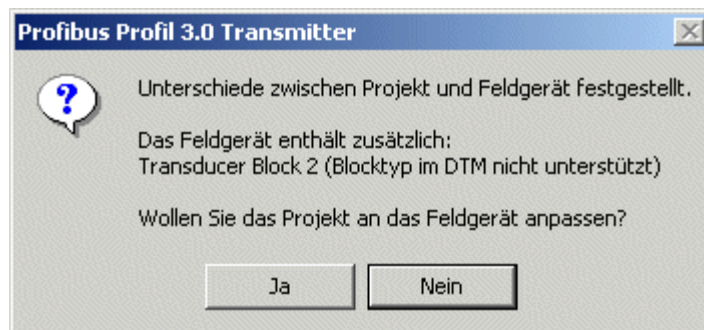 Profibus Profil 3.0 Transmitter
Unterschiede zwischen Projekt und Feldgerät festgestellt.
Das Feldgerät enthält zusätzlich:
Transducer Block 2 (Blocktyp im DTM nicht unterstützt)
Wollen Sie das Projekt an das Feldgerät anpassen?
Ja
Nein